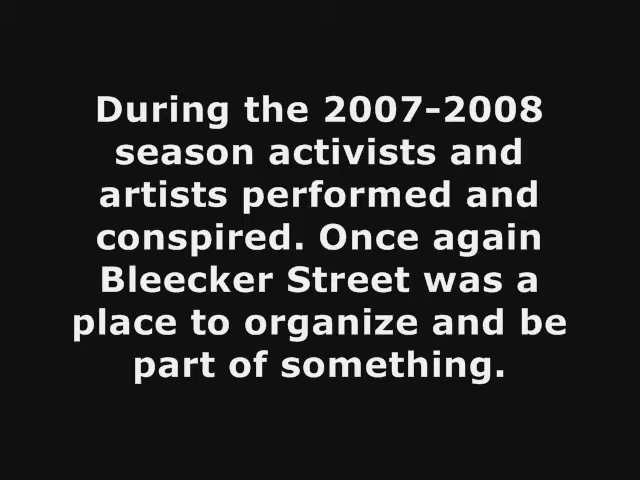 During the 2007-2008
season activists and
artists performed and
conspired. Once again
Bleecker Street was a
place to organize and be
part of something.